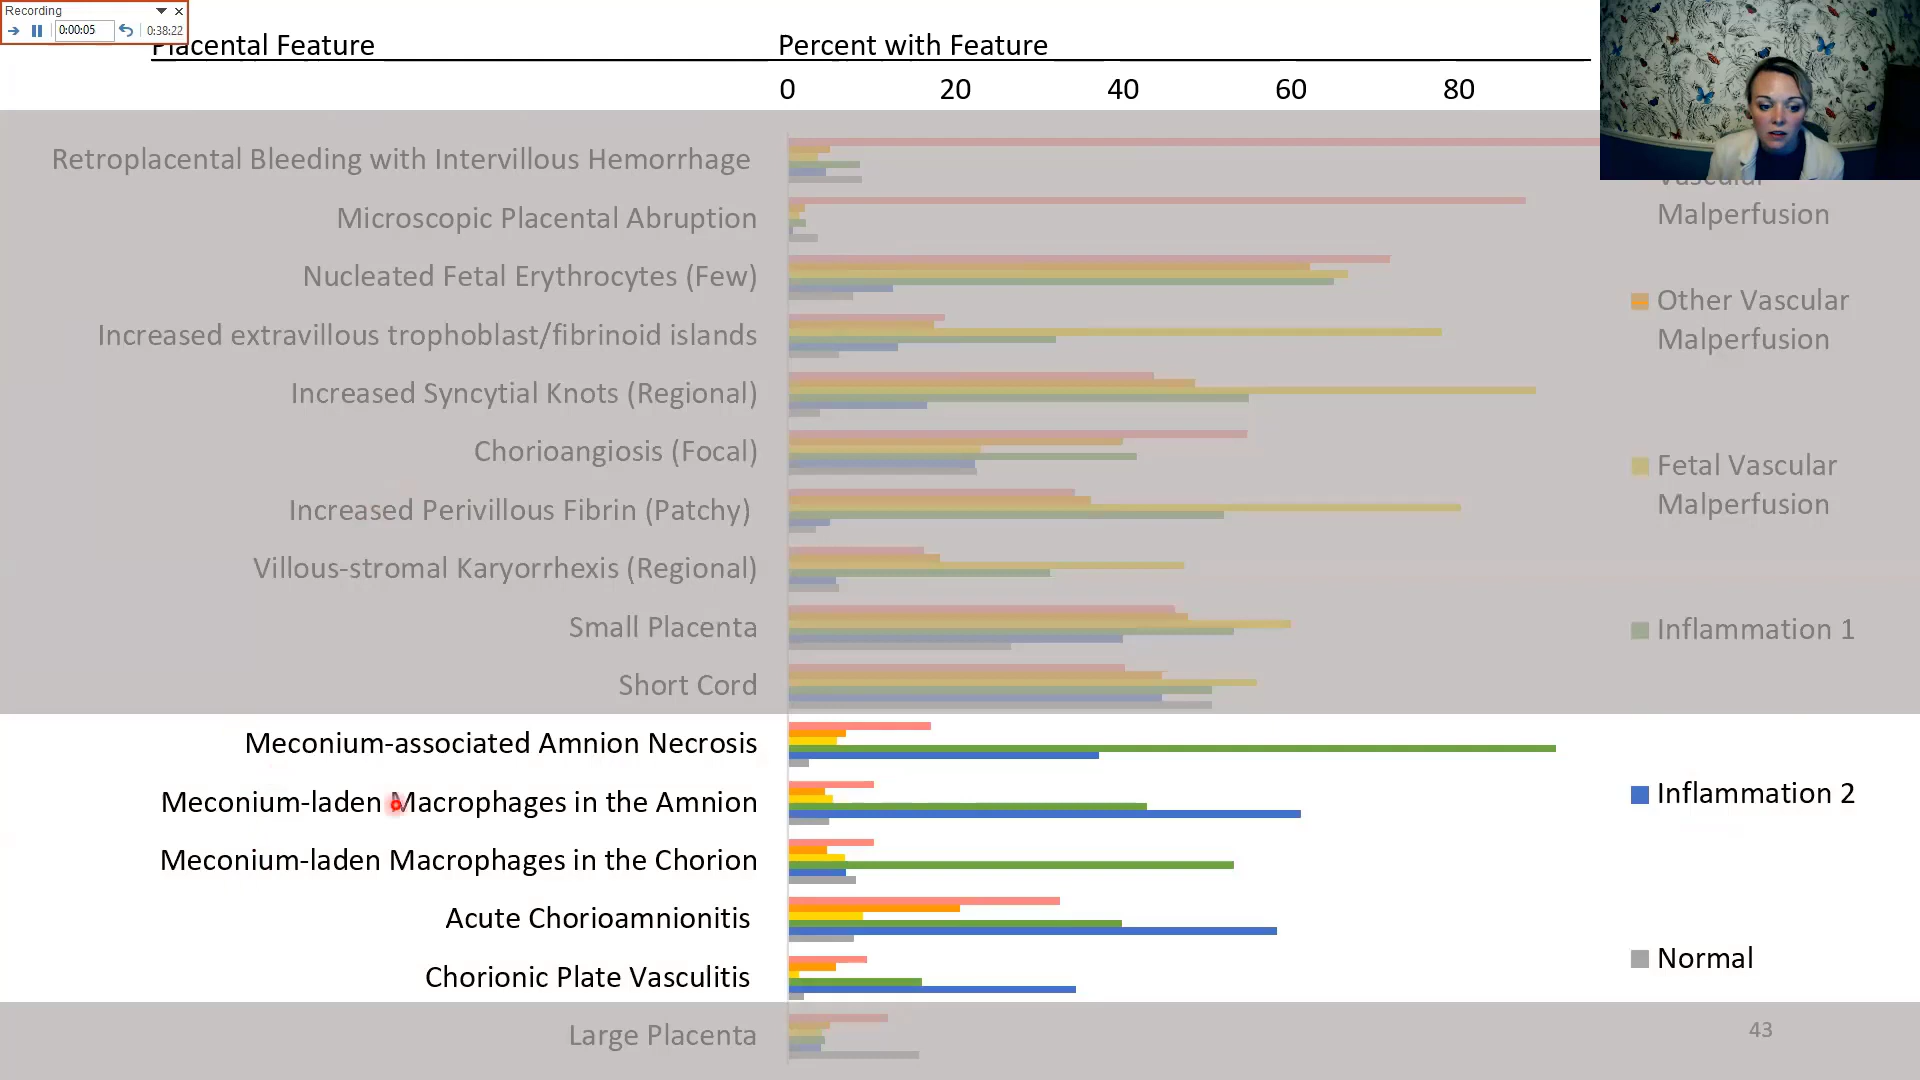 Recording
0:00:05
0:38:22
Placental Feature
Percent with Feature
0 20 40 60 80
Retroplacental Bleeding with Intervillous Hemorrhage
Microscopic Placental Abruption
Nucleated Fetal Erythrocytes (Few)
Increased extravillous trophoblast/fibrinoid islands
Increased Syncytial Knots (Regional)
Chorioangiosis (Focal)
Increased Perivillous Fibrin (Patchy)
Villous-stromal Karyorrhexis (Regional)
Small Placenta
Short Cord
Meconium-associated Amnion Necrosis
Meconium-laden Macrophages in the Amnion
Meconium-laden Macrophages in the Chorion
Acute Chorioamnionitis
Chorionic Plate Vasculitis
Large Placenta
Vascular
Malperfusion
Other Vascular
Malperfusion
Fetal Vascular
Malperfusion
Inflammation 1
Inflammation 2
Normal
43